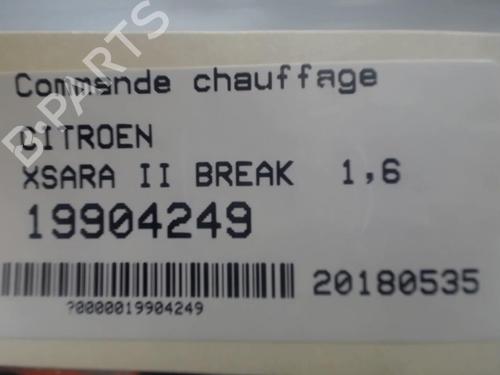 B-PARTS
Commande chauffage
CITROEN
XSARA II BREAK 1,6
19904249
20180535
?0000019904249